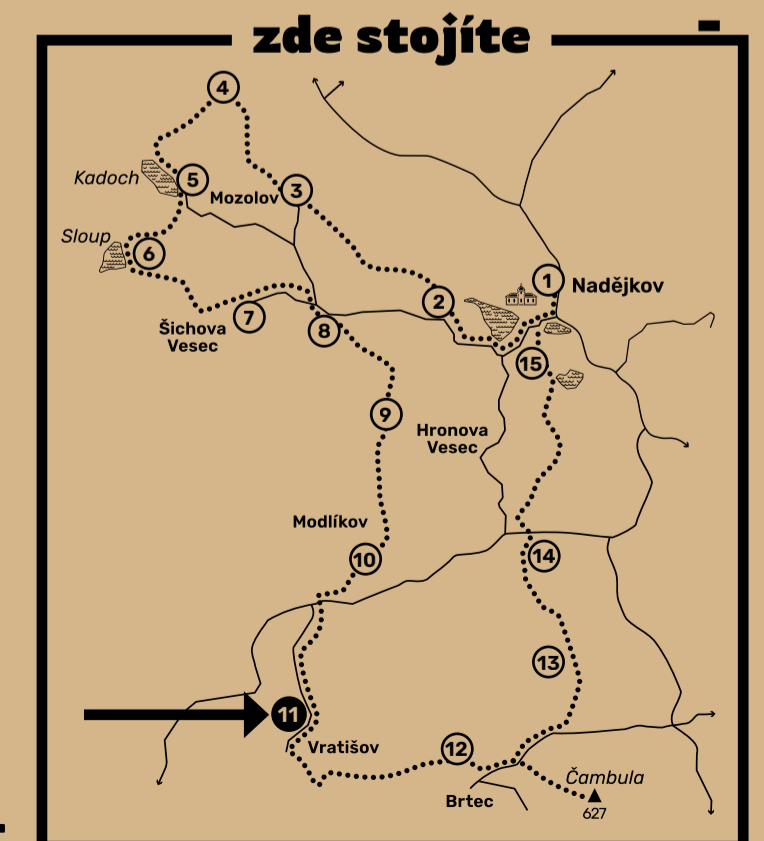 zde stojíte
4
Kadoch
5
Mozolov
3
Sloup
6
1
Nadějkov
2
7
8
Šichova
Vesec
15
9
Hronova
Vesec
Modlíkov
10
14
13
11
Vratišov
12
Čambula
Brtec
627